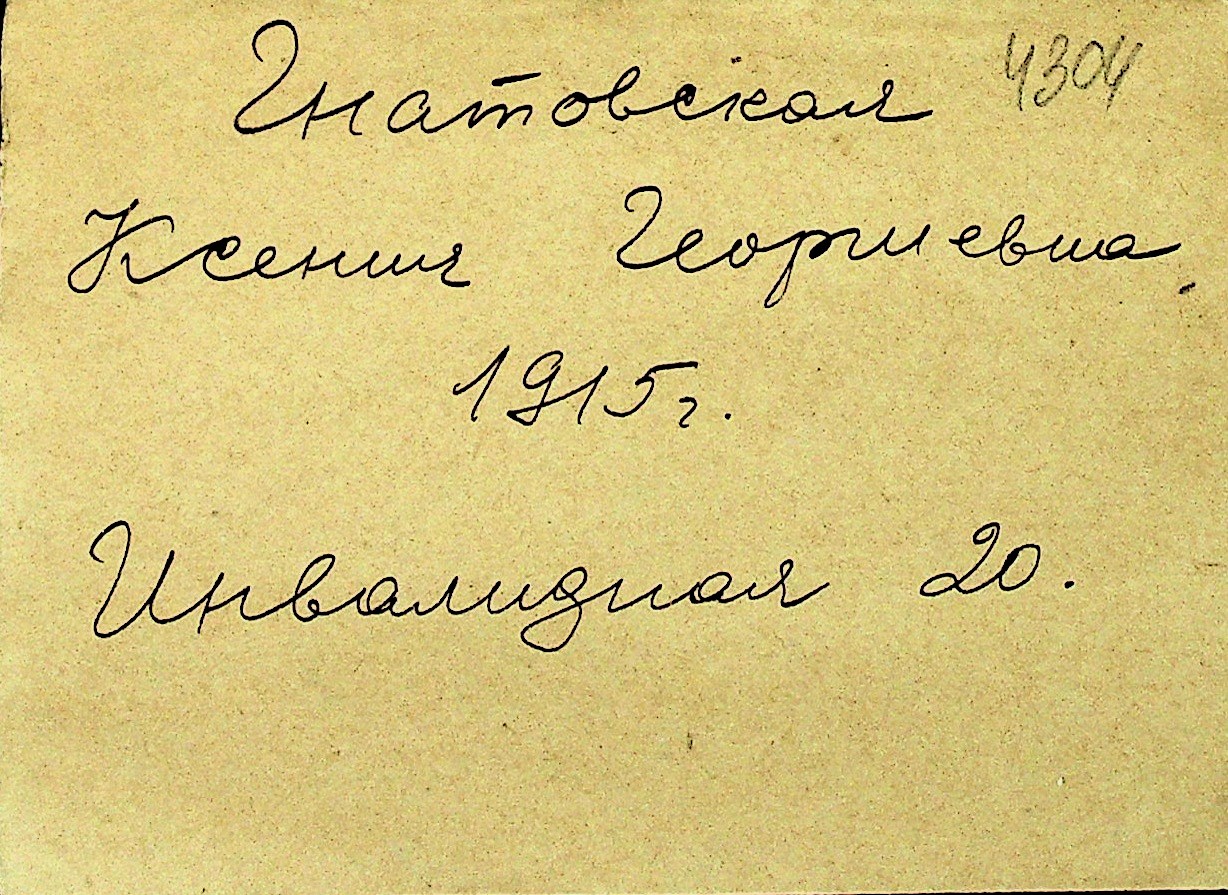 Гнатовская 4304
Ксения Георгиевна,
1915 г.
Инвалидная 20.